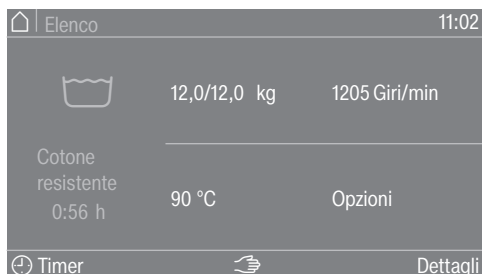 Elenco 11:02
12,0/12,0 kg 1205 Giri/min
Cotone
resistente
0:56 h
90 °C Opzioni
Timer Dettagli